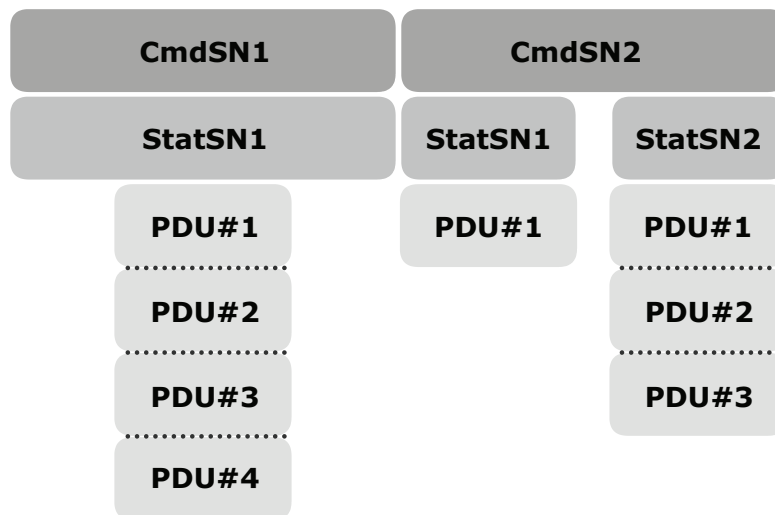 CmdSN1 CmdSN2
StatSN1 StatSN1 StatSN2
PDU#1 PDU#1 PDU#1
PDU#2 PDU#2
PDU#3 PDU#3
PDU#4